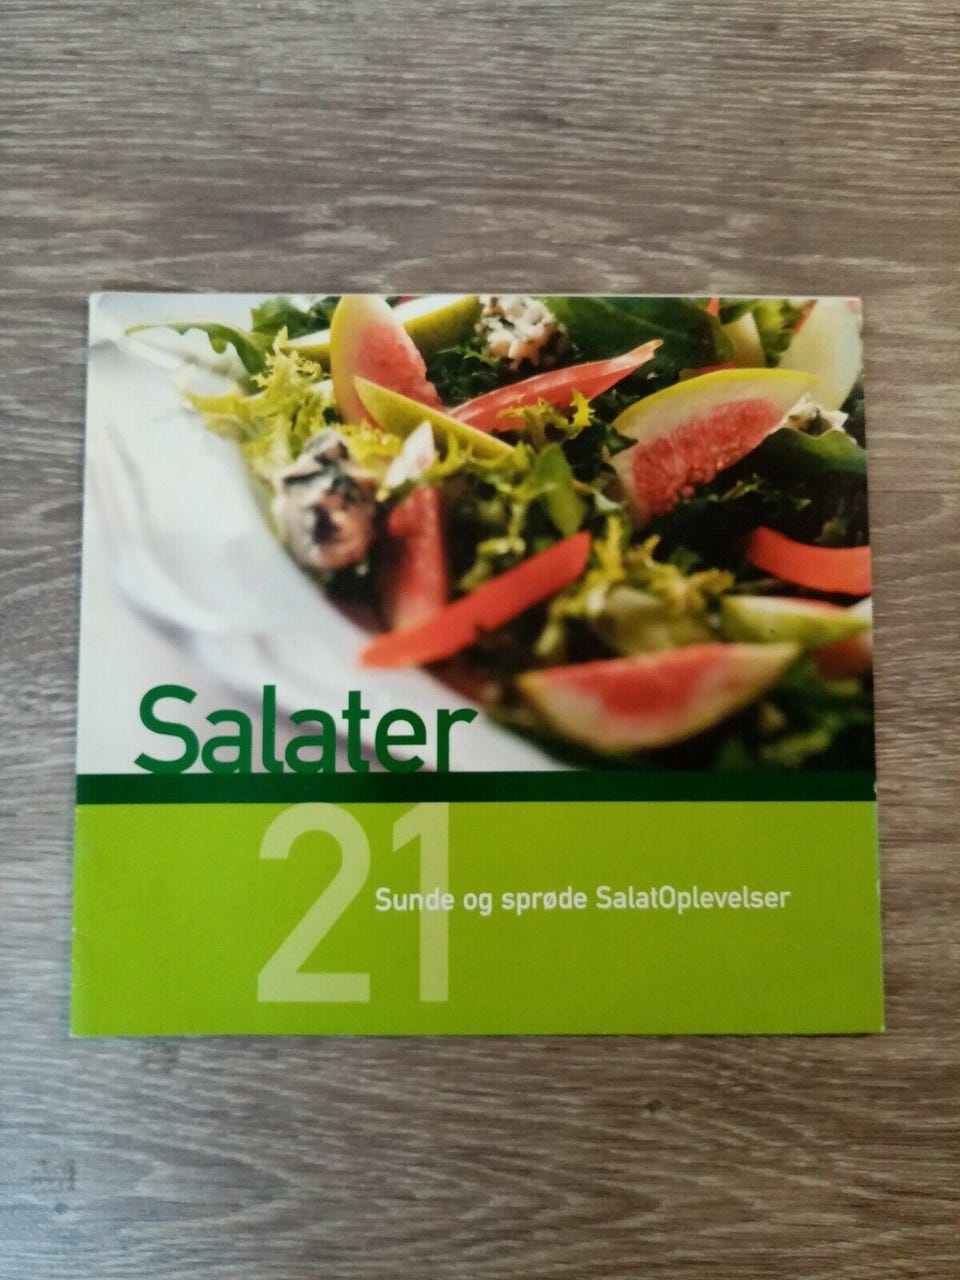 Salater
21
Sunde og sprøde SalatOplevelser